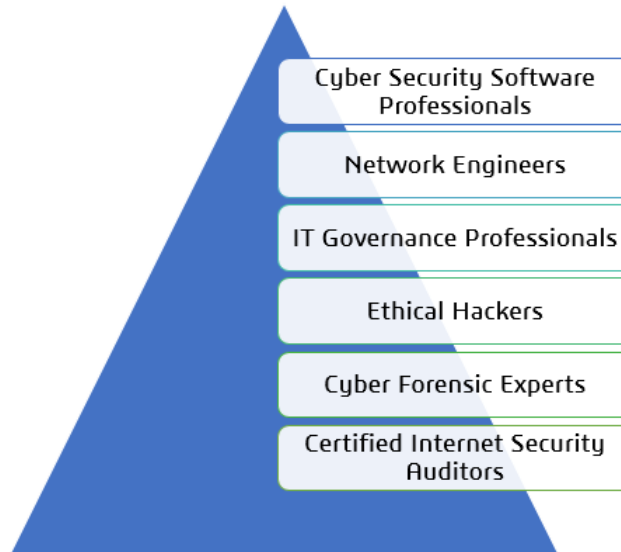 Cyber Security Software
Professionals
Network Engineers
IT Governance Professionals
Ethical Hackers
Cyber Forensic Experts
Certified Internet Security
Auditors